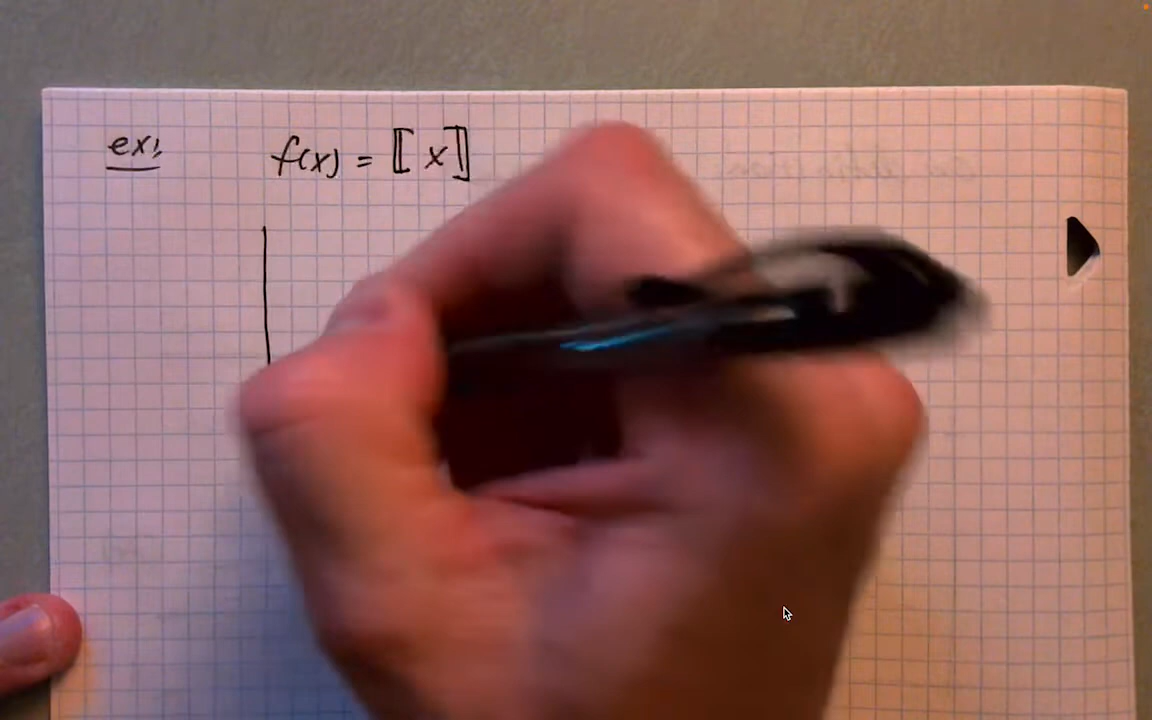 ex: f(x) = ⟦x⟧